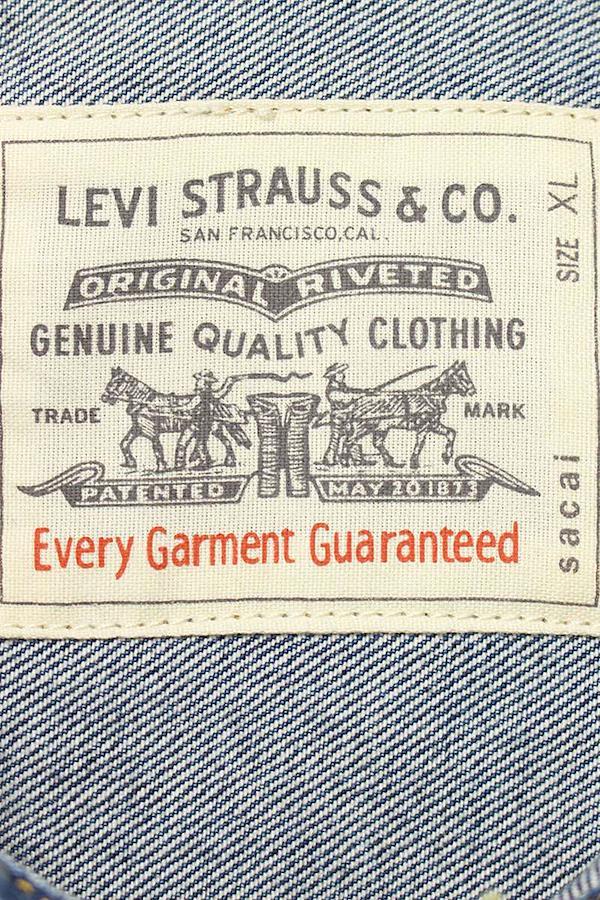 LEVI STRAUSS & CO.
SAN FRANCISCO, CAL.
ORIGINAL RIVETED
GENUINE QUALITY CLOTHING
TRADE MARK
PATENTED MAY 20 1873
Every Garment Guaranteed
SIZE XL
sacai